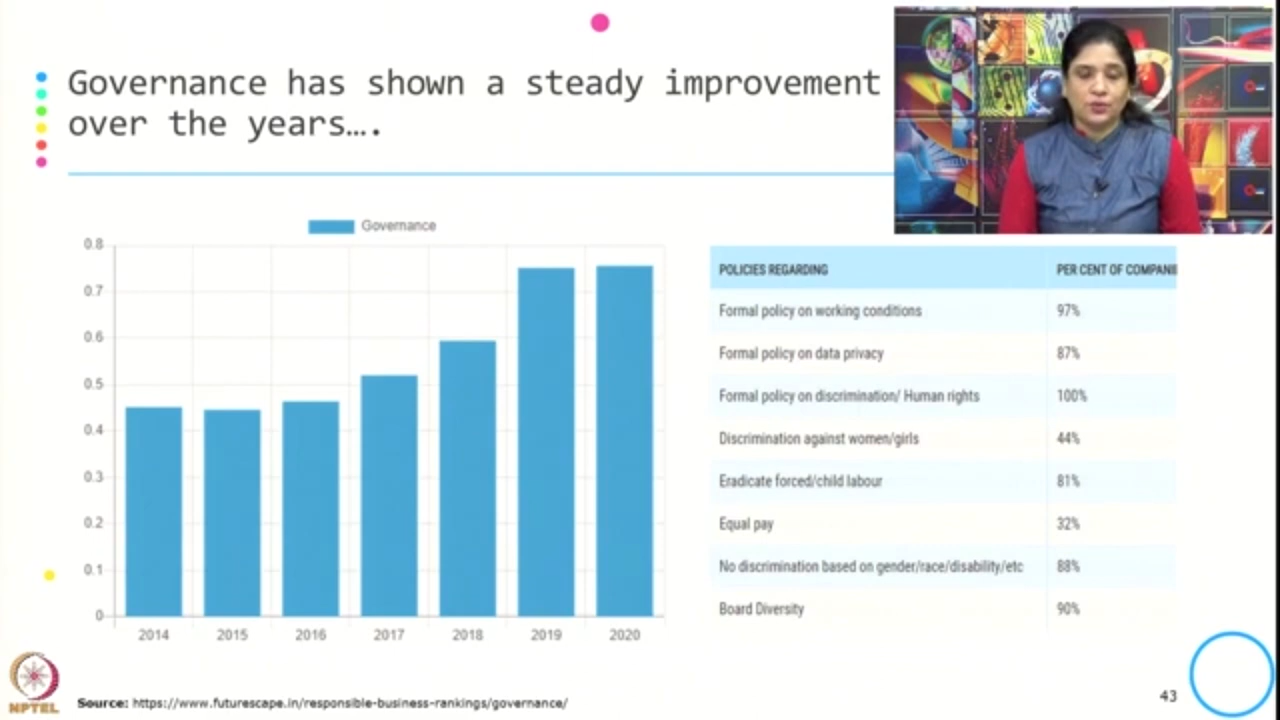 Governance has shown a steady improvement
over the years….
Governance
0.8
0.7
0.6
0.5
0.4
0.3
0.2
0.1
0
2014 2015 2016 2017 2018 2019 2020
POLICIES REGARDING PER CENT OF COMPANI
Formal policy on working conditions 97%
Formal policy on data privacy 87%
Formal policy on discrimination/ Human rights 100%
Discrimination against women/girls 44%
Eradicate forced/child labour 81%
Equal pay 32%
No discrimination based on gender/race/disability/etc 88%
Board Diversity 90%
NPTEL
Source: https://www.futurescape.in/responsible-business-rankings/governance/
43